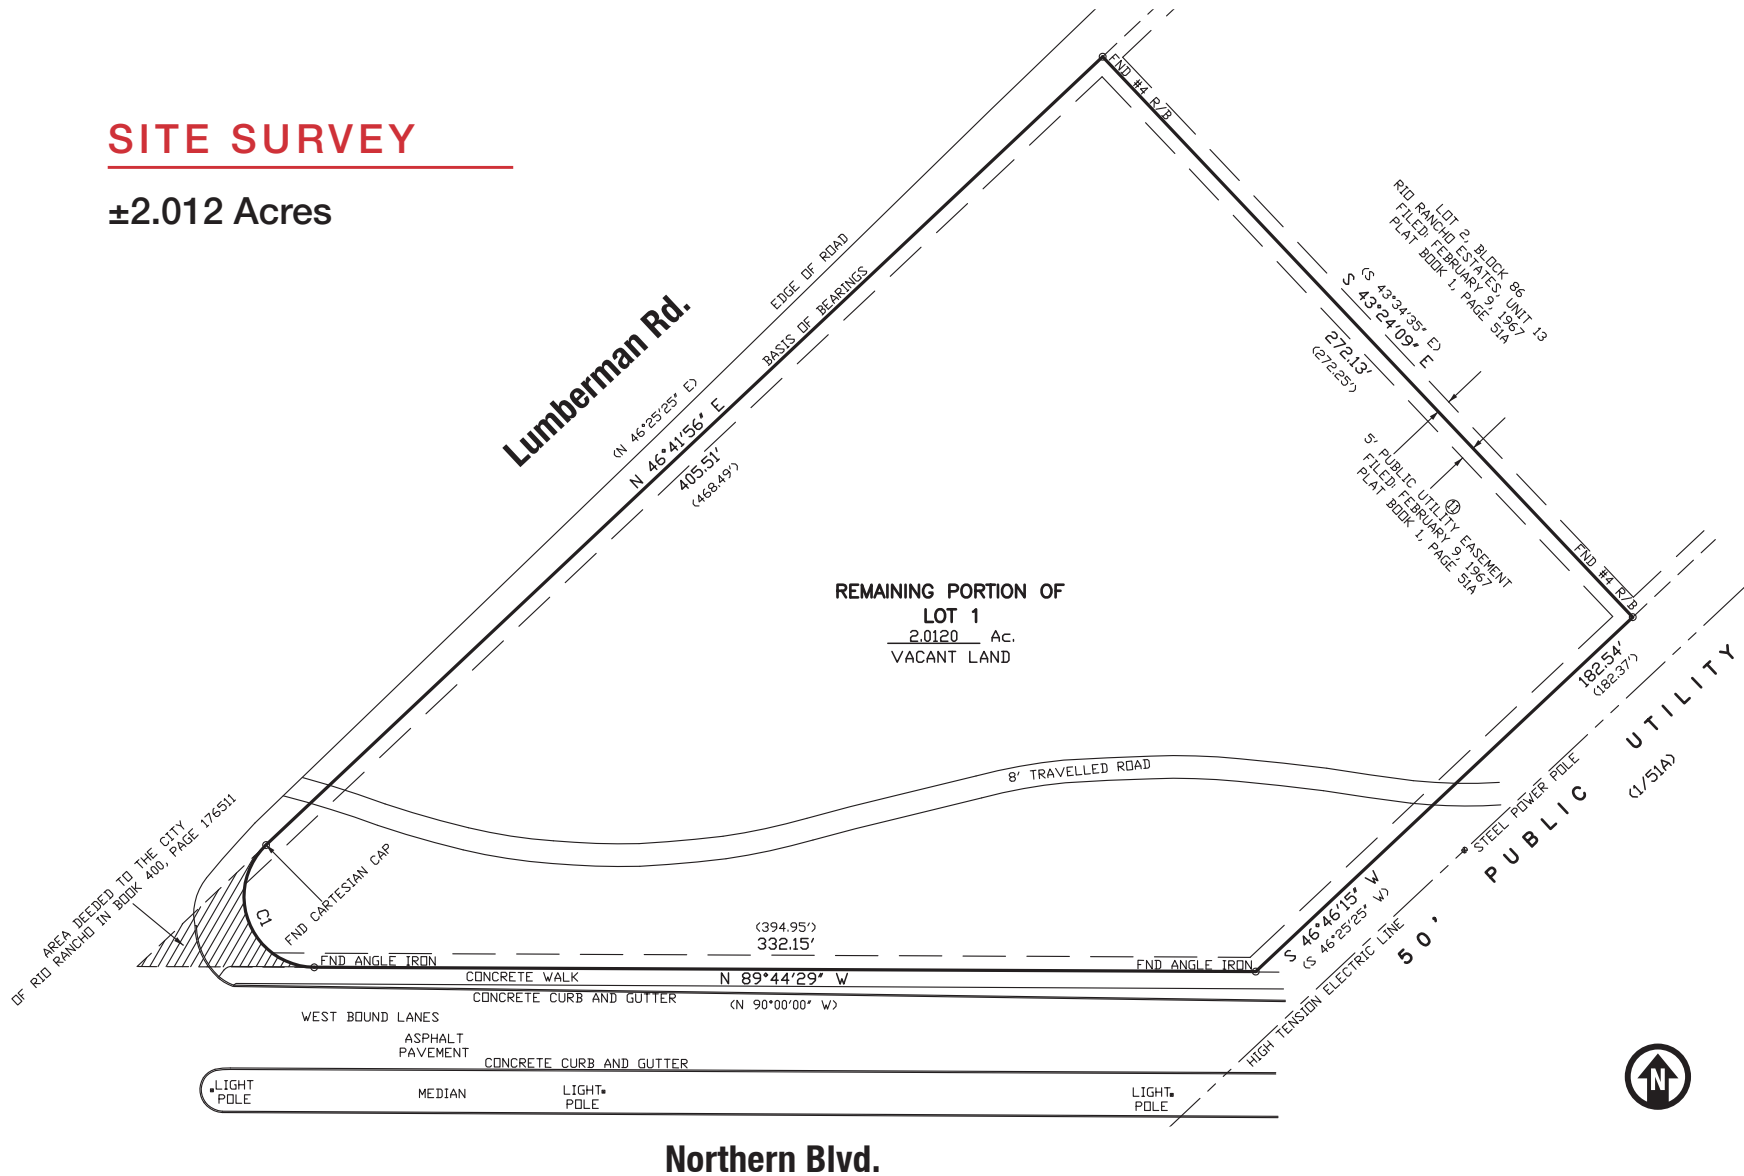 SITE SURVEY
±2.012 Acres
Lumberman Rd.
EDGE OF ROAD
BASIS OF BEARINGS
(N 46°25'25" E)
N 46°41'56" E
405.51'
(468.49')
FND #4 R/B
LOT 2, BLOCK 86
RIO RANCHO ESTATES, UNIT 13
FILED: FEBRUARY 9, 1967
PLAT BOOK 1, PAGE 51A
(S 43°34'35" E)
S 43°24'09" E
272.13'
(272.25')
11
5' PUBLIC UTILITY EASEMENT
FILED: FEBRUARY 9, 1967
PLAT BOOK 1, PAGE 51A
FND #4 R/B
REMAINING PORTION OF
LOT 1
2.0120 Ac.
VACANT LAND
182.54'
(182.37')
50' PUBLIC UTILITY
(1/51A)
STEEL POWER POLE
8' TRAVELLED ROAD
AREA DEEDED TO THE CITY
OF RIO RANCHO IN BOOK 400, PAGE 176511
C1
FND CARTESIAN CAP
S 46°46'15" W
(S 46°25'25" W)
HIGH TENSION ELECTRIC LINE
(394.95')
332.15'
FND ANGLE IRON
FND ANGLE IRON
CONCRETE WALK
N 89°44'29" W
CONCRETE CURB AND GUTTER
(N 90°00'00" W)
WEST BOUND LANES
ASPHALT
PAVEMENT
CONCRETE CURB AND GUTTER
LIGHT
POLE
MEDIAN
LIGHT
POLE
LIGHT
POLE
N
Northern Blvd.